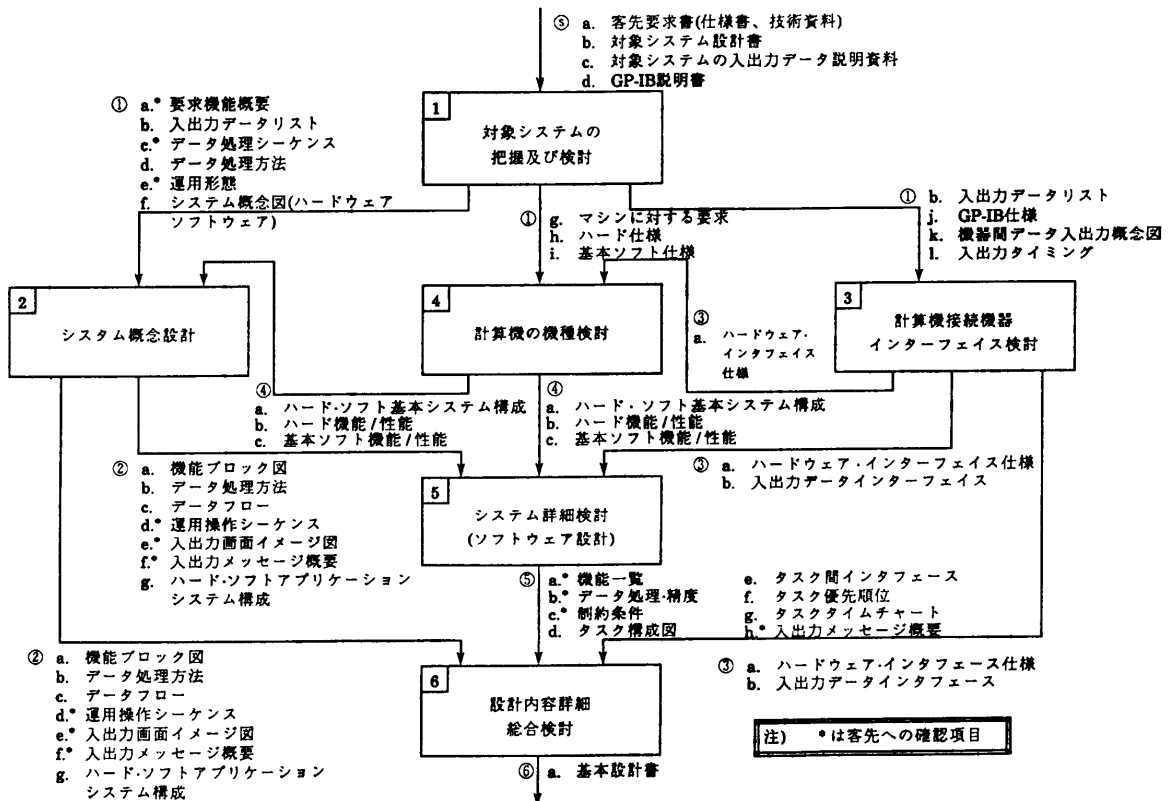 Ⓢ a. 客先要求書(仕様書、技術資料)
b. 対象システム設計書
c. 対象システムの入出力データ説明資料
d. GP-IB説明書
① a.* 要求機能概要
b. 入出力データリスト
c.* データ処理シーケンス
d. データ処理方法
e.* 運用形態
f. システム概念図(ハードウェア
ソフトウェア)
1
対象システムの
把握及び検討
① g. マシンに対する要求
h. ハード仕様
i. 基本ソフト仕様
① b. 入出力データリスト
j. GP-IB仕様
k. 機器間データ入出力概念図
l. 入出力タイミング
2
シスタム概念設計
4
計算機の機種検討
3
計算機接続機器
インターフェイス検討
③
a. ハードウェア・
インタフェイス
仕様
④
a. ハード・ソフト基本システム構成
b. ハード機能/性能
c. 基本ソフト機能/性能
④
a. ハード・ソフト基本システム構成
b. ハード機能/性能
c. 基本ソフト機能/性能
② a. 機能ブロック図
b. データ処理方法
c. データフロー
d.* 運用操作シーケンス
e.* 入出力画面イメージ図
f.* 入出力メッセージ概要
g. ハード・ソフトアプリケーション
システム構成
③ a. ハードウェア・インターフェイス仕様
b. 入出力データインターフェイス
5
システム詳細検討
(ソフトウェア設計)
⑤ a.* 機能一覧
b.* データ処理・精度
c.* 制約条件
d. タスク構成図
e. タスク間インタフェース
f. タスク優先順位
g. タスクタイムチャート
h.* 入出力メッセージ概要
② a. 機能ブロック図
b. データ処理方法
c. データフロー
d.* 運用操作シーケンス
e.* 入出力画面イメージ図
f.* 入出力メッセージ概要
g. ハード・ソフトアプリケーション
システム構成
6
設計内容詳細
総合検討
③ a. ハードウェア・インタフェース仕様
b. 入出力データインタフェース
注) *は客先への確認項目
⑥ a. 基本設計書